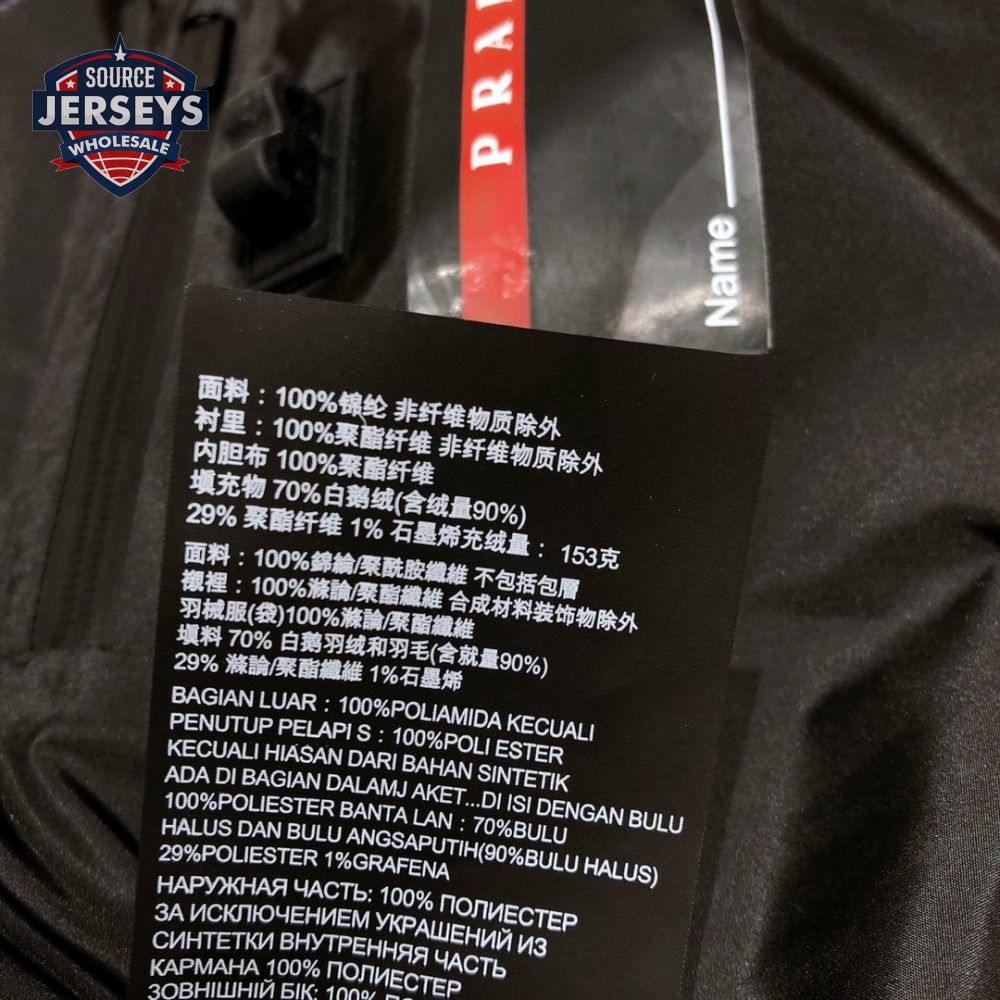 SOURCE
JERSEYS
WHOLESALE
PRA
Name
面料：100%锦纶 非纤维物质除外
衬里：100%聚酯纤维 非纤维物质除外
内胆布 100%聚酯纤维
填充物 70%白鹅绒(含绒量90%)
29% 聚酯纤维 1% 石墨烯充绒量： 153克
面料：100%錦綸/聚酰胺纖維 不包括包層
襯裡：100%滌論/聚酯纖維 合成材料装饰物除外
羽械服(袋)100%滌論/聚酯纖維
填料 70% 白鹅羽绒和羽毛(含就量90%)
29% 滌論/聚酯纖維 1%石墨烯
BAGIAN LUAR : 100%POLIAMIDA KECUALI
PENUTUP PELAPI S : 100%POLI ESTER
KECUALI HIASAN DARI BAHAN SINTETIK
ADA DI BAGIAN DALAMJ AKET...DI ISI DENGAN BULU
100%POLIESTER BANTA LAN : 70%BULU
HALUS DAN BULU ANGSAPUTIH(90%BULU HALUS)
29%POLIESTER 1%GRAFENA
НАРУЖНАЯ ЧАСТЬ: 100% ПОЛИЕСТЕР
ЗА ИСКЛЮЧЕНИЕМ УКРАШЕНИЙ ИЗ
СИНТЕТКИ ВНУТРЕННЯЯ ЧАСТЬ
КАРМАНА 100% ПОЛИЕСТЕР
ЗОВНІШНІЙ БІК: 100%